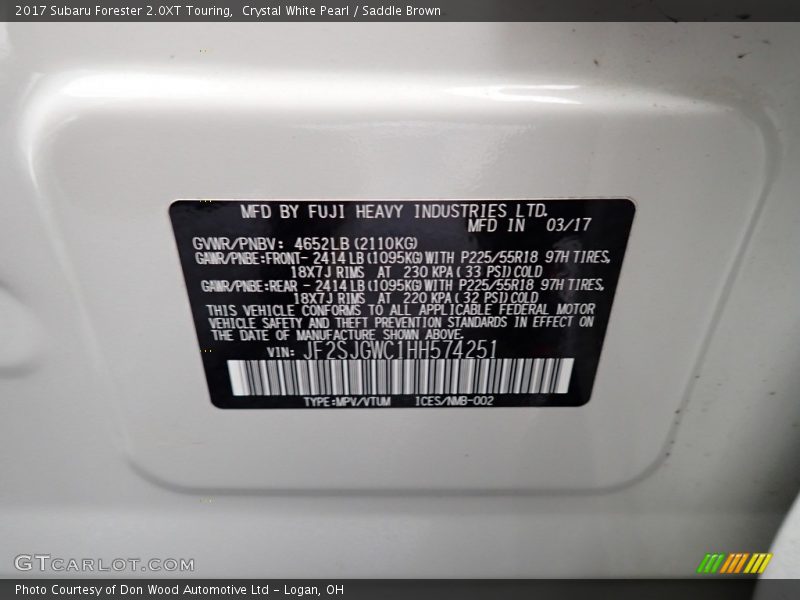 2017 Subaru Forester 2.0XT Touring,  Crystal White Pearl / Saddle Brown
MFD BY FUJI HEAVY INDUSTRIES LTD.
MFD IN 03/17
GVWR/PNBV: 4652LB (2110KG)
GAWR/PNBE:FRONT- 2414 LB (1095KG) WITH P225/55R18 97H TIRES,
18X7J RIMS AT 230 KPA ( 33 PSI) COLD
GAWR/PNBE:REAR - 2414 LB (1095KG) WITH P225/55R18 97H TIRES,
18X7J RIMS AT 220 KPA ( 32 PSI) COLD
THIS VEHICLE CONFORMS TO ALL APPLICABLE FEDERAL MOTOR
VEHICLE SAFETY AND THEFT PREVENTION STANDARDS IN EFFECT ON
THE DATE OF MANUFACTURE SHOWN ABOVE.
VIN: JF2SJGWC1HH574251
TYPE:MPV/VTUM ICES/NMB-002
GTCARLOT.COM
Photo Courtesy of Don Wood Automotive Ltd - Logan, OH